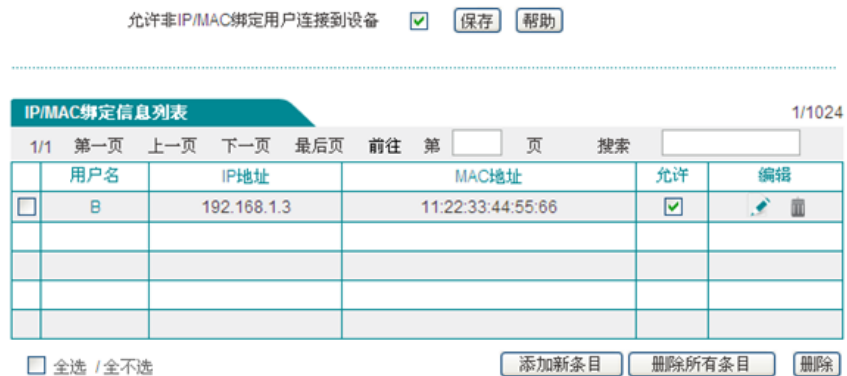 允许非IP/MAC绑定用户连接到设备 保存 帮助
IP/MAC绑定信息列表 1/1024
1/1 第一页 上一页 下一页 最后页 前往 第 页 搜索
用户名 IP地址 MAC地址 允许 编辑
B 192.168.1.3 11:22:33:44:55:66
全选 / 全不选 添加新条目 删除所有条目 删除